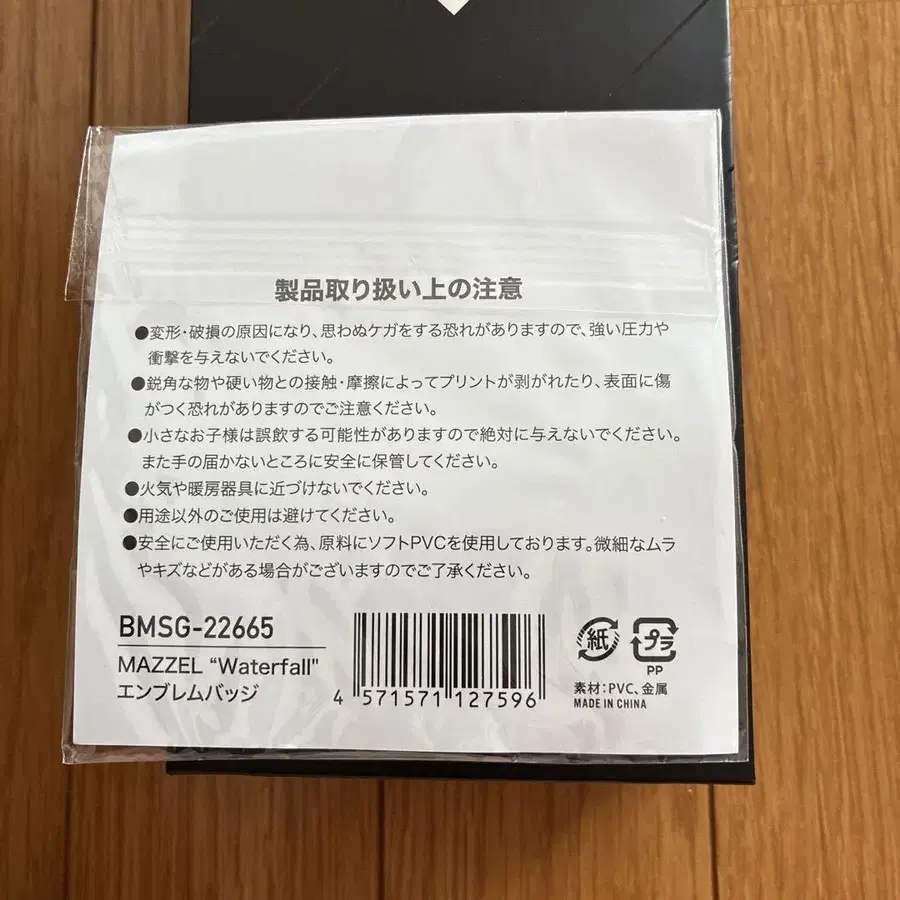 製品取り扱い上の注意
●変形・破損の原因になり、思わぬケガをする恐れがありますので、強い圧力や
衝撃を与えないでください。
●鋭角な物や硬い物との接触・摩擦によってプリントが剥がれたり、表面に傷
がつく恐れがありますのでご注意ください。
●小さなお子様は誤飲する可能性がありますので絶対に与えないでください。
また手の届かないところに安全に保管してください。
●火気や暖房器具に近づけないでください。
●用途以外のご使用は避けてください。
●安全にご使用いただく為、原料にソフトPVCを使用しております。微細なムラ
やキズなどがある場合がございますのでご了承ください。
BMSG-22665
MAZZEL “Waterfall"
エンブレムバッジ
4 571571 127596
紙
プラ
PP
素材:PVC、金属
MADE IN CHINA